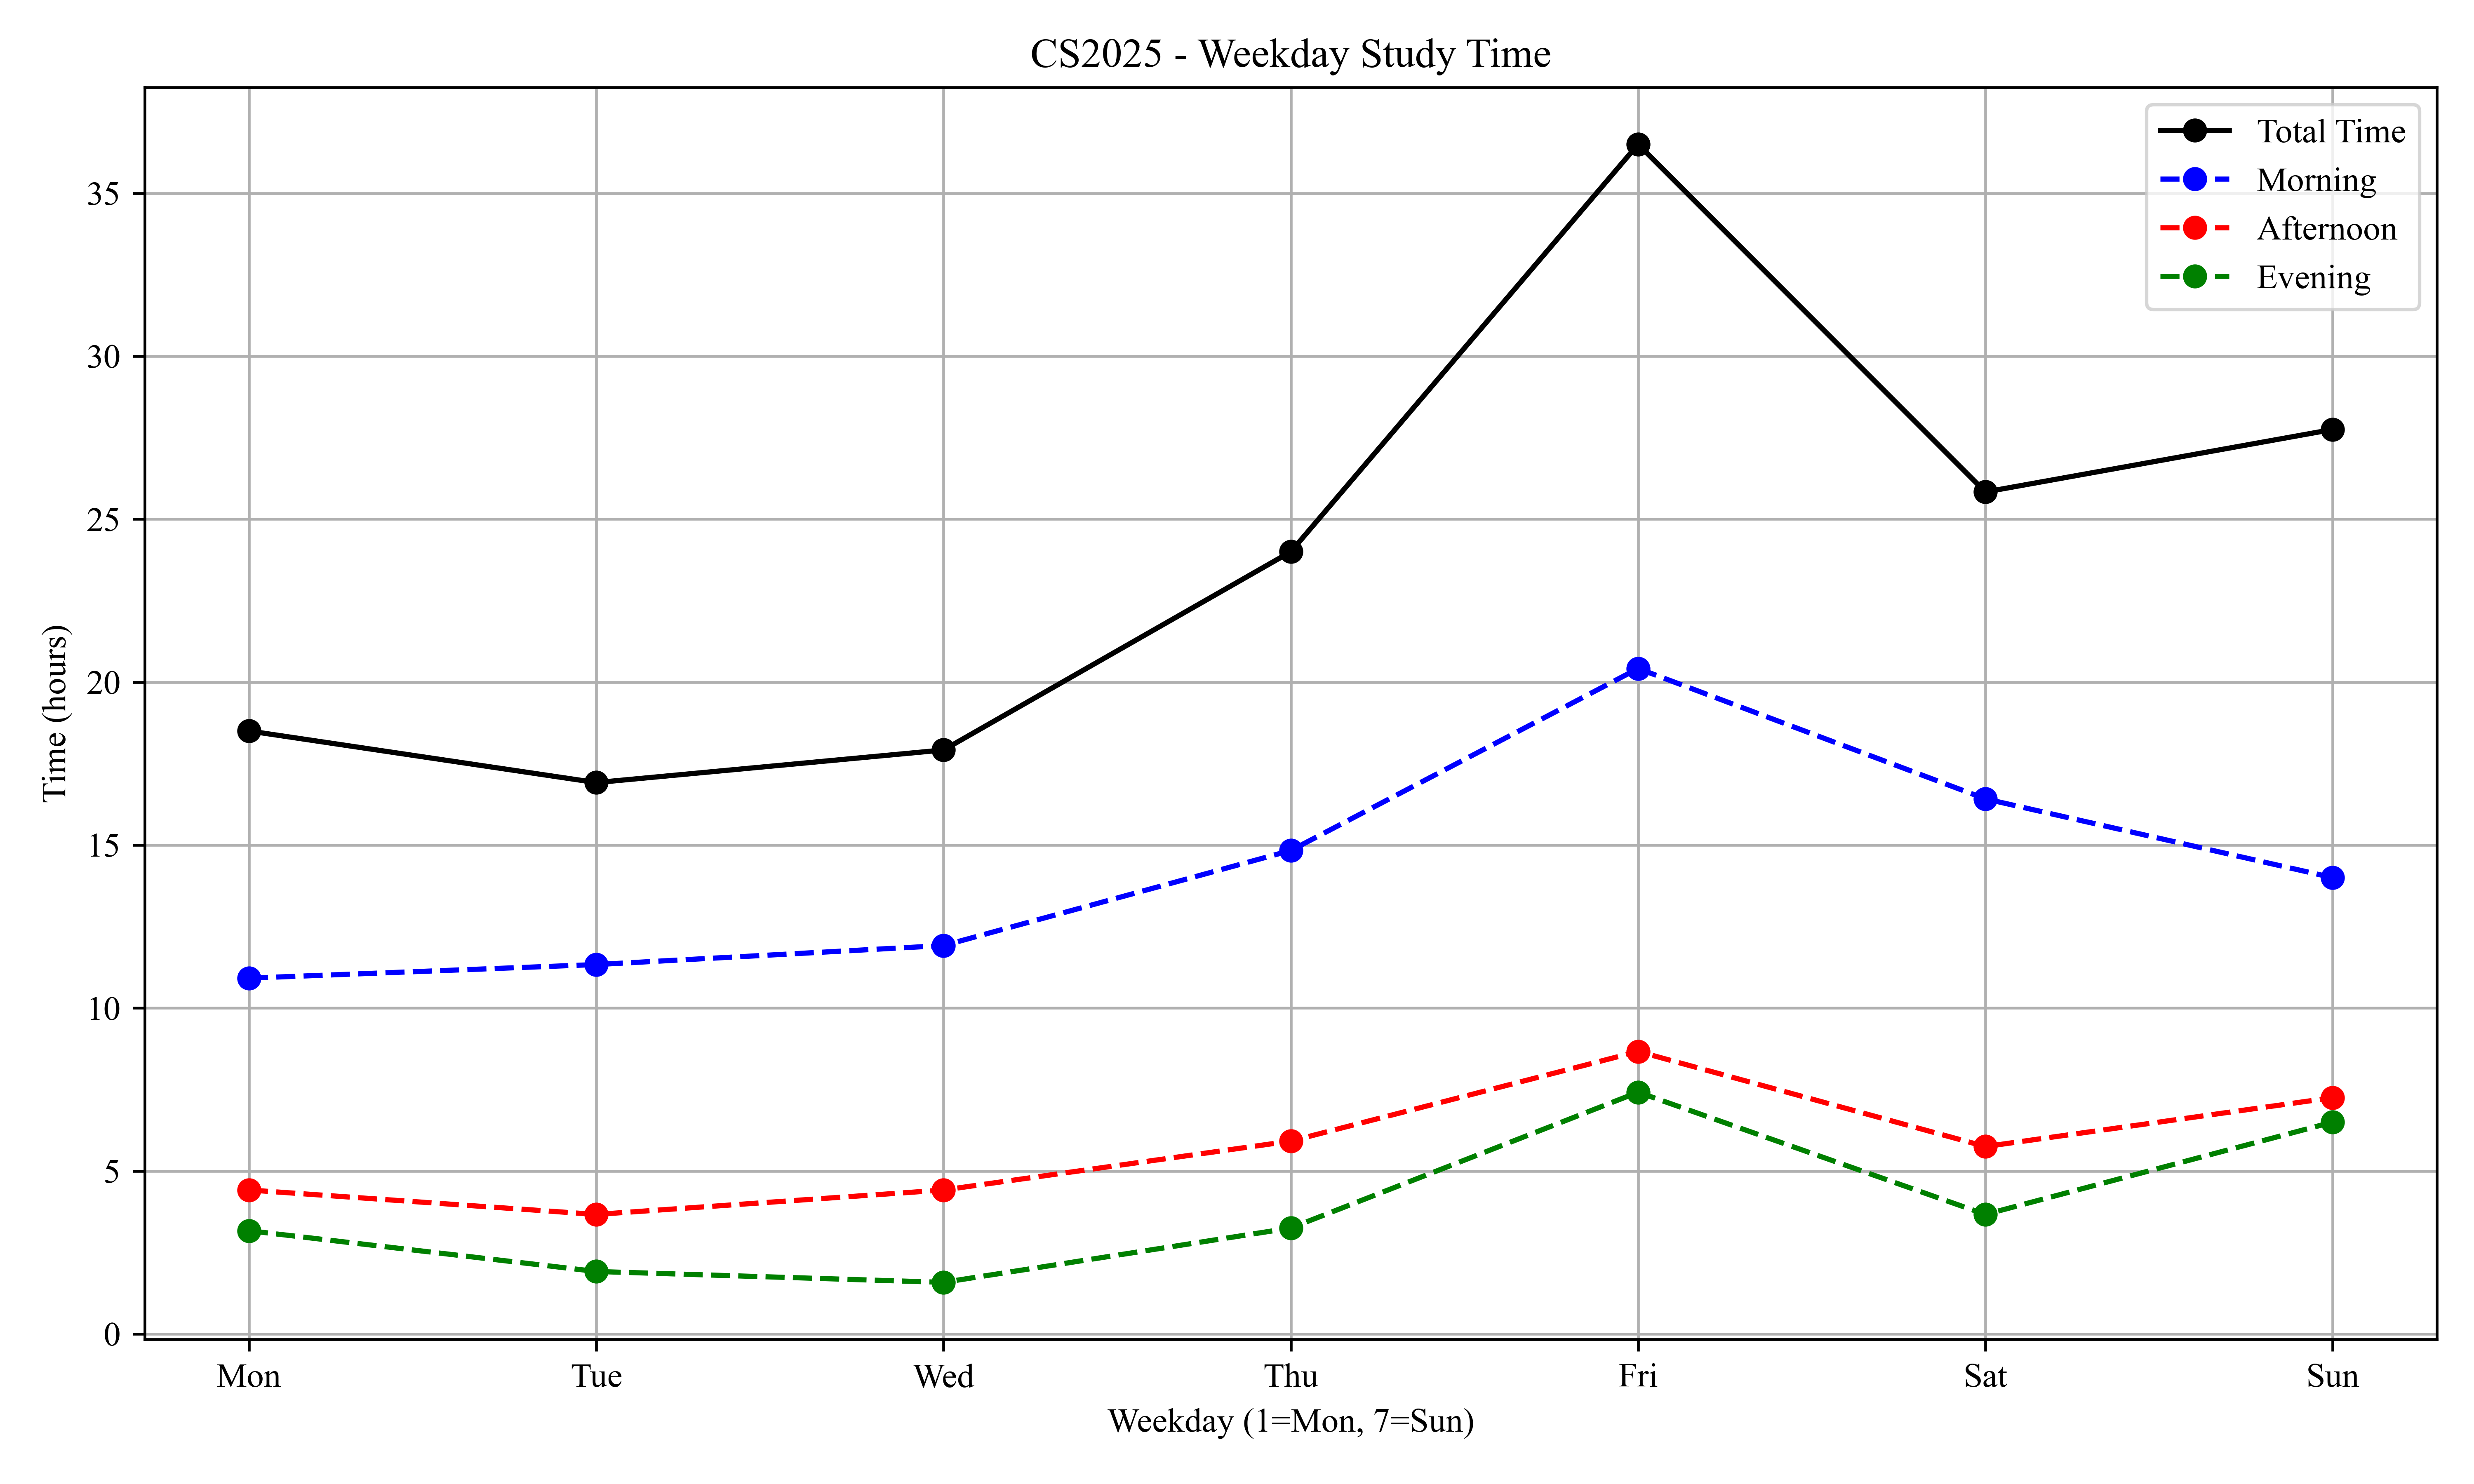 CS2025 - Weekday Study Time
Total Time
Morning
Afternoon
Evening
Time (hours)
35
30
25
20
15
10
5
0
Mon Tue Wed Thu Fri Sat Sun
Weekday (1=Mon, 7=Sun)